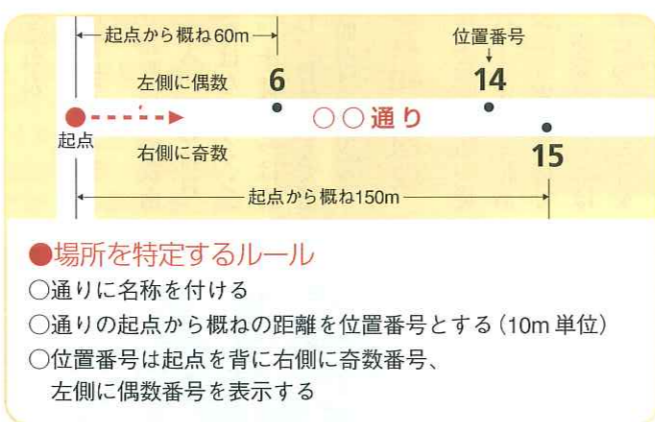 起点から概ね60m
位置番号
左側に偶数
6
14
起点
○○通り
右側に奇数
15
起点から概ね150m
●場所を特定するルール
○通りに名称を付ける
○通りの起点から概ねの距離を位置番号とする(10m単位)
○位置番号は起点を背に右側に奇数番号、
左側に偶数番号を表示する